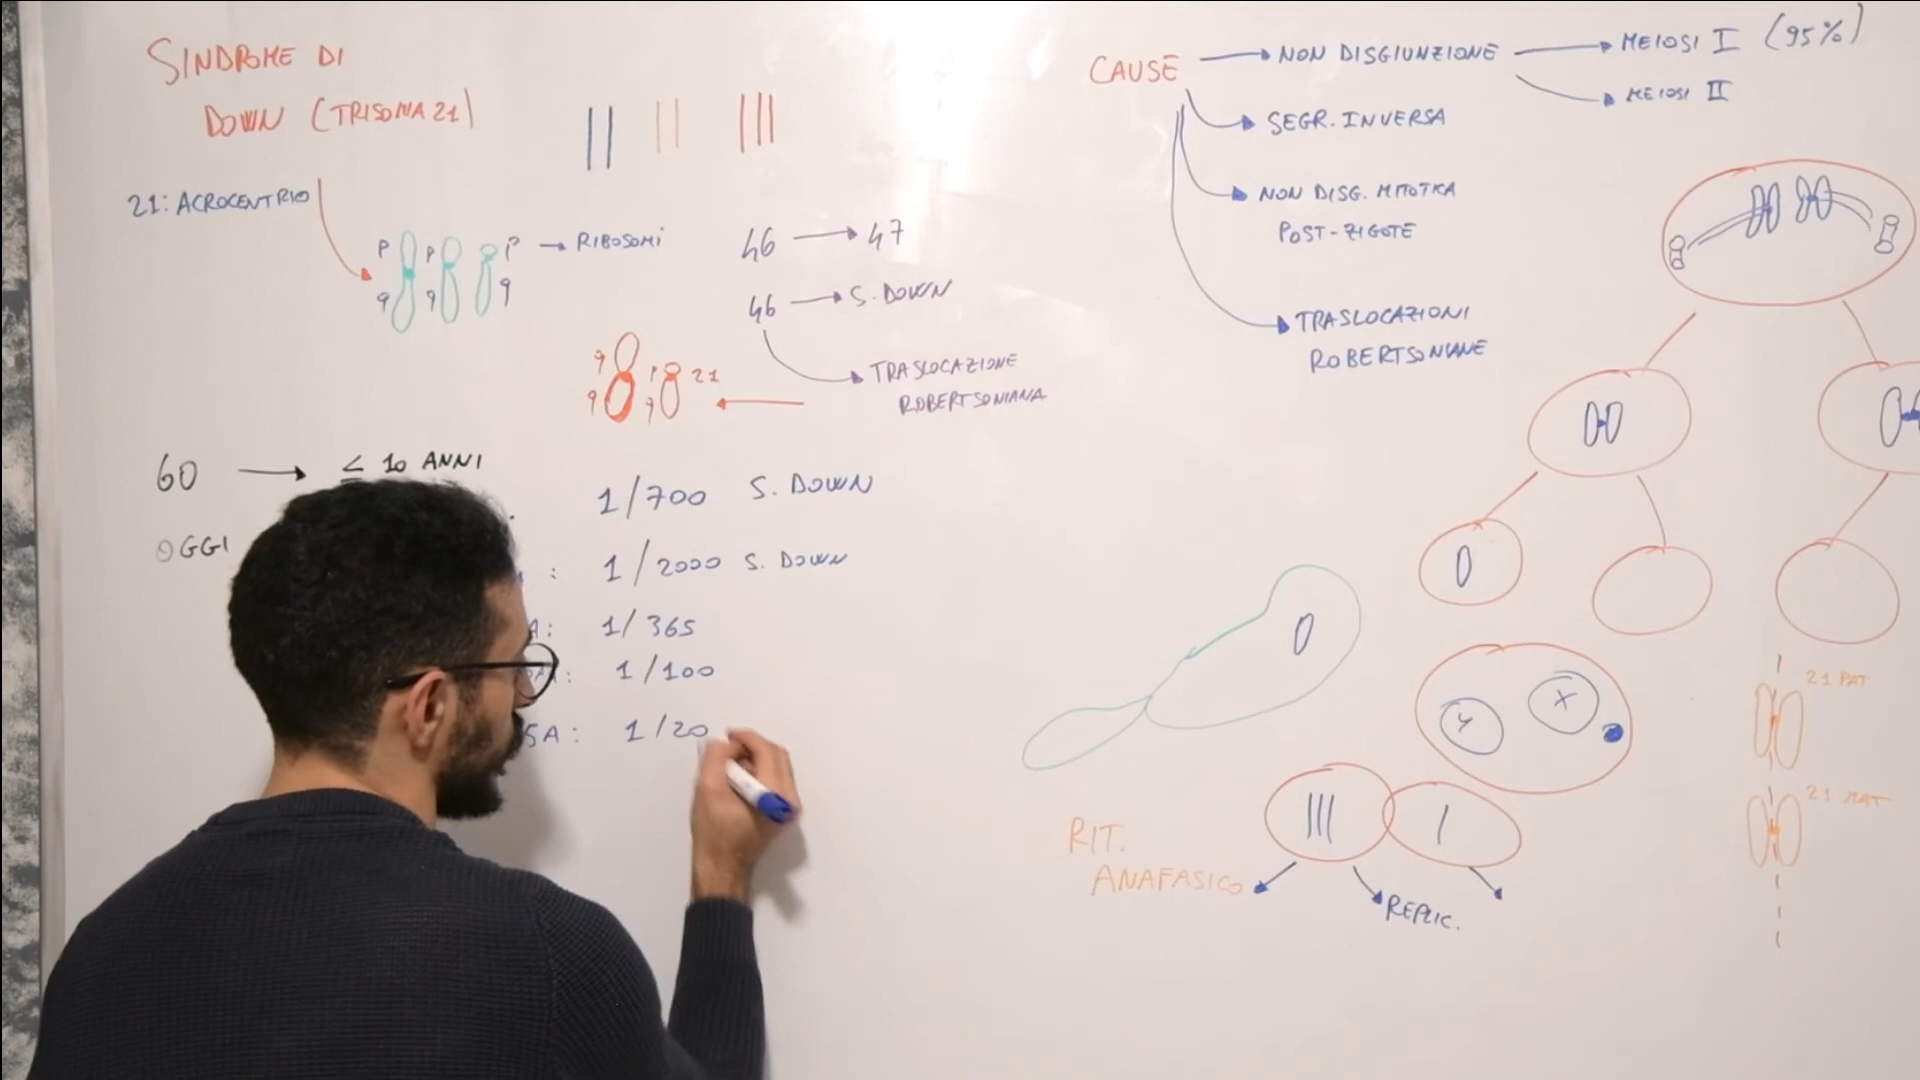 SINDROME DI
DOWN (TRISOMIA 21)
21: ACROCENTRICO
P P P → RIBOSOMI
q q q
46 → 47
46 → S. DOWN
TRASLOCAZIONE
ROBERTSONIANA
q P 21
q q
60 → ≤ 10 ANNI
OGGI
1/700 S. DOWN
: 1/2000 S. DOWN
A: 1/365
: 1/100
5A: 1/20
CAUSE → NON DISGIUNZIONE → MEIOSI I (95%)
MEIOSI II
SEGR. INVERSA
NON DISG. MITOTICA
POST-ZIGOTE
TRASLOCAZIONI
ROBERTSONIANE
Y X
21 PAT
21 MAT
RIT.
ANAFASICO
REPLIC.